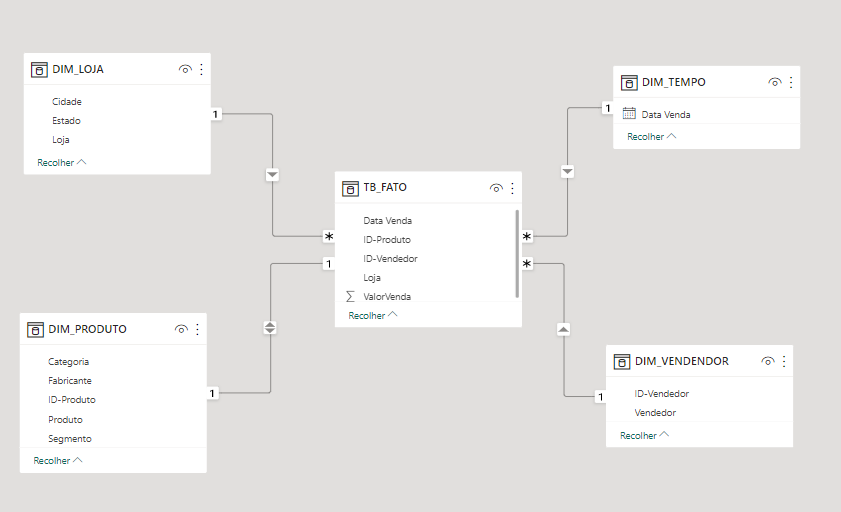 DIM_LOJA
Cidade
Estado
Loja
Recolher
1
*
DIM_TEMPO
Data Venda
Recolher
1
*
TB_FATO
Data Venda
ID-Produto
ID-Vendedor
Loja
ValorVenda
Recolher
1
*
DIM_PRODUTO
Categoria
Fabricante
ID-Produto
Produto
Segmento
Recolher
1
DIM_VENDENDOR
ID-Vendedor
Vendedor
Recolher
1